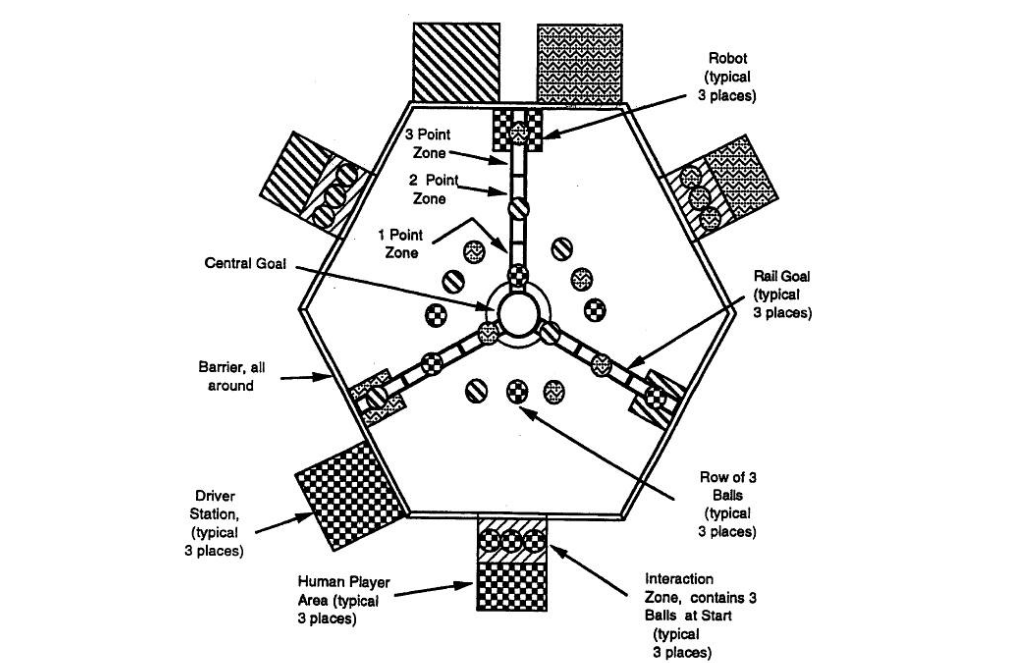 Robot
(typical
3 places)
3 Point
Zone
2 Point
Zone
1 Point
Zone
Central Goal
Rail Goal
(typical
3 places)
Barrier, all
around
Row of 3
Balls
(typical
3 places)
Driver
Station,
(typical
3 places)
Human Player
Area (typical
3 places)
Interaction
Zone, contains 3
Balls at Start
(typical
3 places)